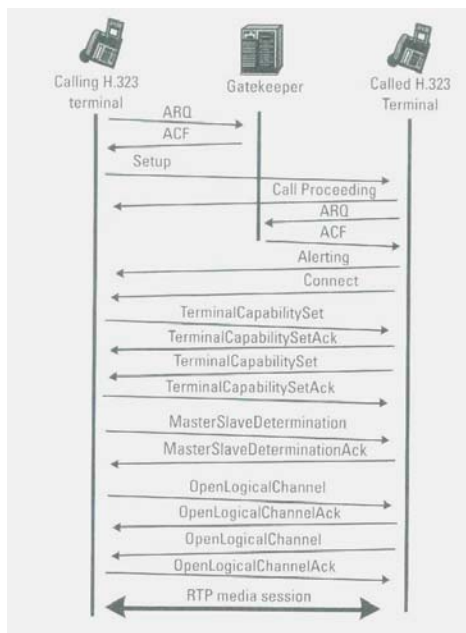 Calling H.323
terminal
Gatekeeper
Called H.323
Terminal
ARQ
ACF
Setup
Call Proceeding
ARQ
ACF
Alerting
Connect
TerminalCapabilitySet
TerminalCapabilitySetAck
TerminalCapabilitySet
TerminalCapabilitySetAck
MasterSlaveDetermination
MasterSlaveDeterminationAck
OpenLogicalChannel
OpenLogicalChannelAck
OpenLogicalChannel
OpenLogicalChannelAck
RTP media session